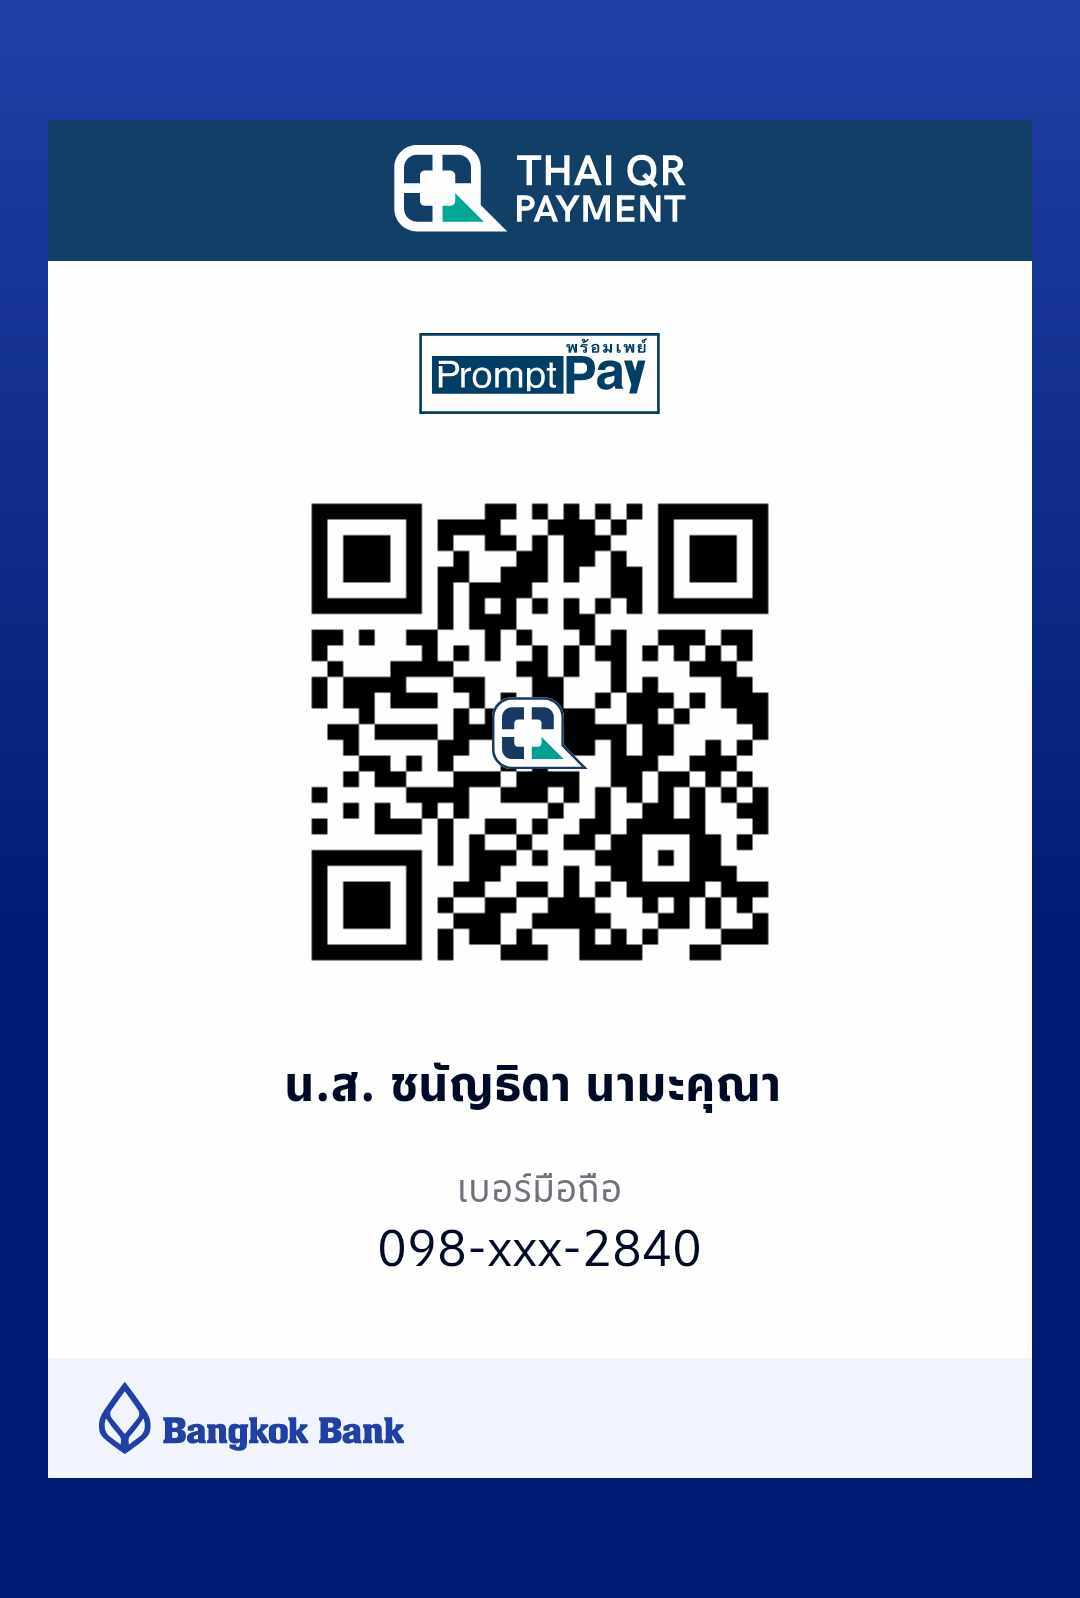 THAI QR
PAYMENT
พร้อมเพย์
PromptPay
น.ส. ชนัญธิดา นามะคุณา
เบอร์มือถือ
098-xxx-2840
Bangkok Bank